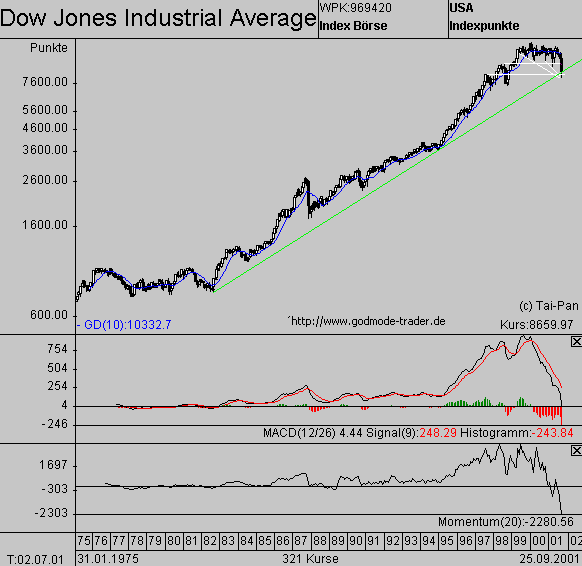 Dow Jones Industrial Average
WPK:969420
Index Börse
USA
Indexpunkte
Punkte
7600.00
5600.00
4600.00
3600.00
2600.00
1600.00
600.00
- GD(10):10332.7
´http://www.godmode-trader.de
(c) Tai-Pan
Kurs:8659.97
754
504
254
4
-246
MACD(12/26) 4.44 Signal(9):248.29 Histogramm:-243.84
1697
-303
-2303
Momentum(20):-2280.56
75 76 77 78 79 80 81 82 83 84 85 86 87 88 89 90 91 92 93 94 95 96 97 98 99 00 01 02
T:02.07.01
31.01.1975
321 Kurse
25.09.2001